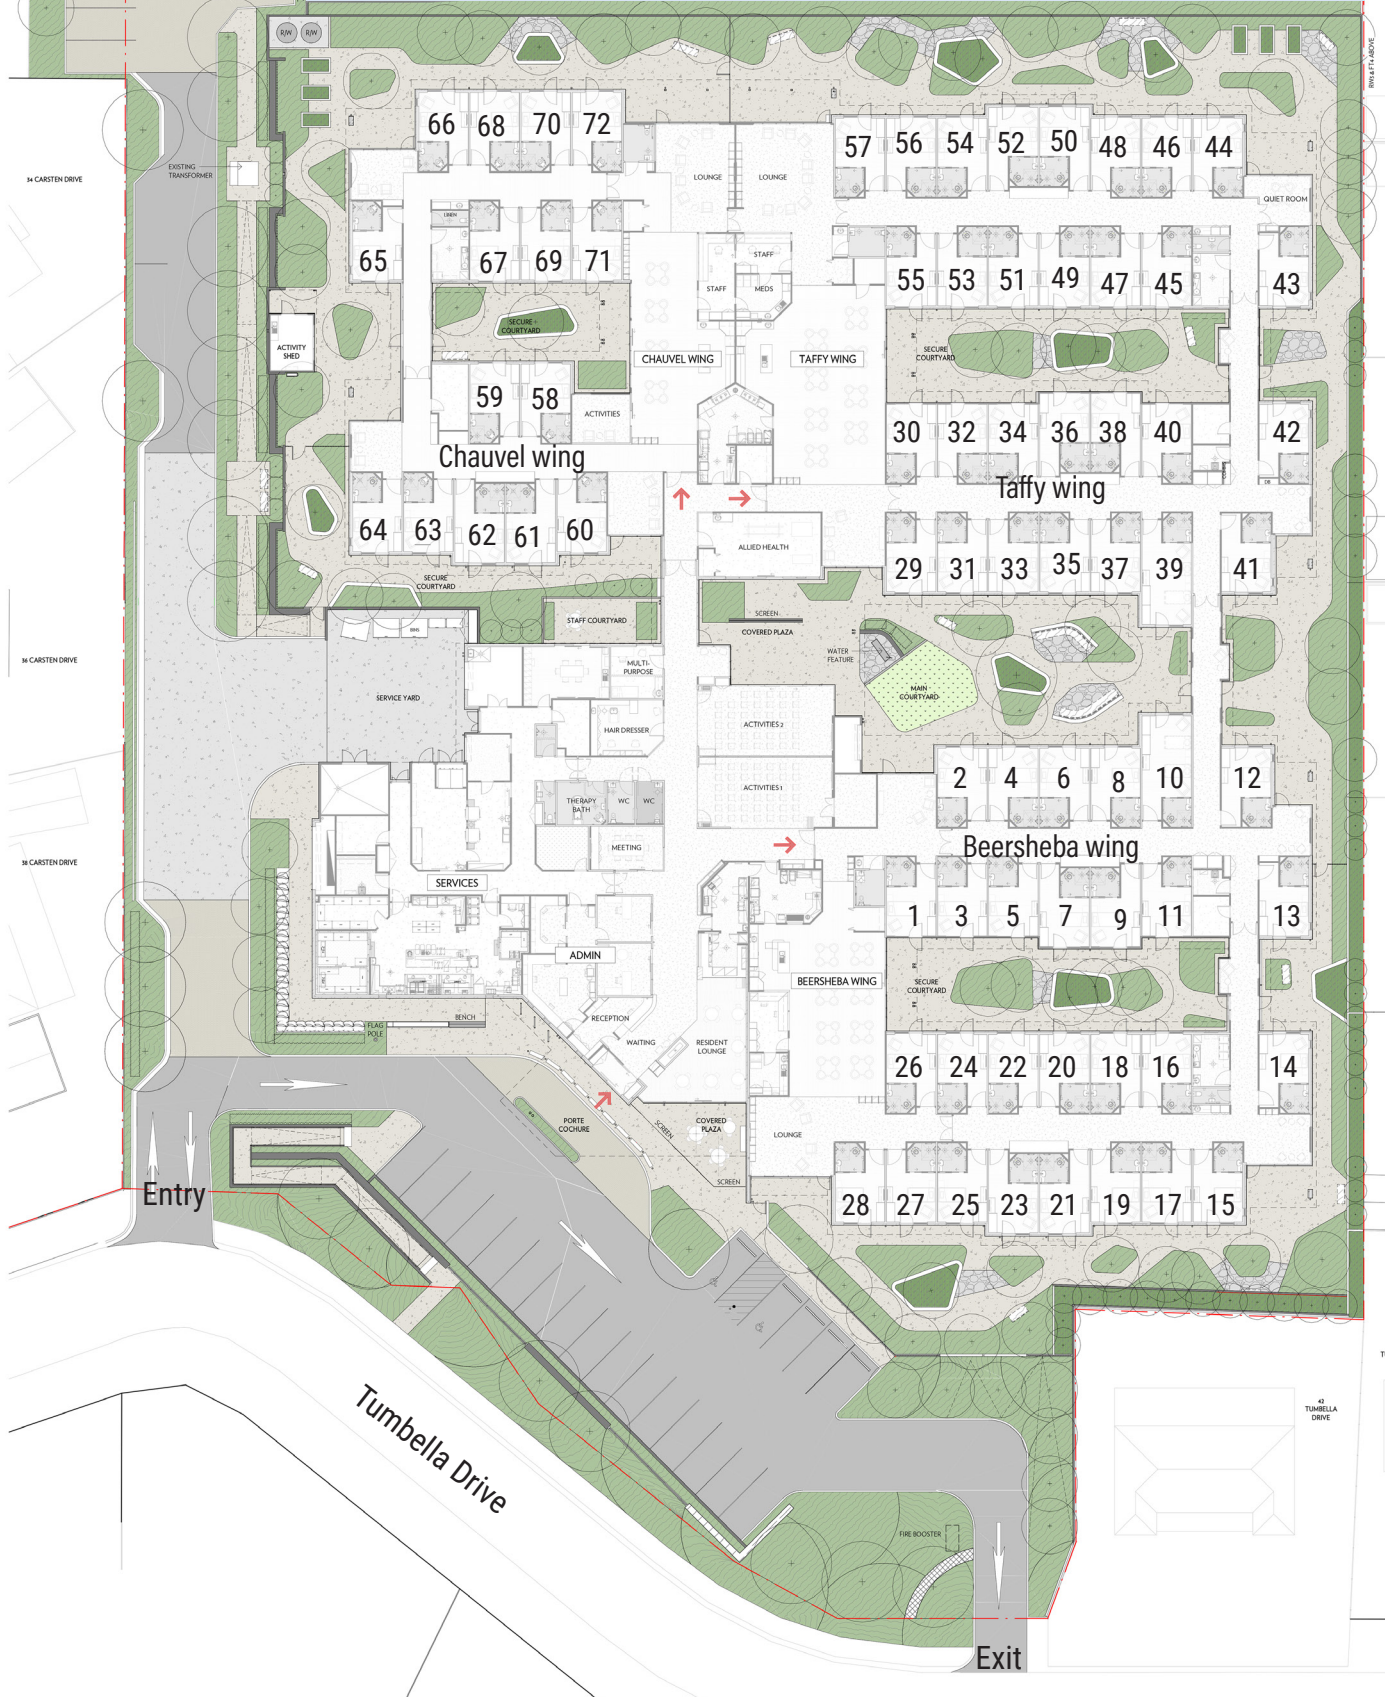 R/W
R/W
RWS & FT4 ABOVE
66
68
70
72
57
56
54
52
50
48
46
44
EXISTING
TRANSFORMER
34 CARSTEN DRIVE
LOUNGE
LOUNGE
QUIET ROOM
LINEN
65
67
69
71
STAFF
STAFF
MEDS
55
53
51
49
47
45
43
SECURE
COURTYARD
ACTIVITY
SHED
CHAUVEL WING
TAFFY WING
SECURE
COURTYARD
59
58
ACTIVITIES
30
32
34
36
38
40
42
Chauvel wing
Taffy wing
DB
64
63
62
61
60
ALLIED HEALTH
29
31
33
35
37
39
41
SECURE
COURTYARD
STAFF COURTYARD
SCREEN
COVERED PLAZA
BINS
WATER
FEATURE
36 CARSTEN DRIVE
MULTI-
PURPOSE
MAIN
COURTYARD
SERVICE YARD
HAIR DRESSER
ACTIVITIES 2
2
4
6
8
10
12
THERAPY
BATH
WC
WC
ACTIVITIES 1
MEETING
Beersheba wing
38 CARSTEN DRIVE
SERVICES
1
3
5
7
9
11
13
ADMIN
BEERSHEBA WING
SECURE
COURTYARD
RECEPTION
BENCH
FLAG
POLE
WAITING
RESIDENT
LOUNGE
26
24
22
20
18
16
14
PORTE
COCHURE
SCREEN
COVERED
PLAZA
LOUNGE
SCREEN
Entry
28
27
25
23
21
19
17
15
Tumbella Drive
42
TUMBELLA
DRIVE
FIRE BOOSTER
Exit